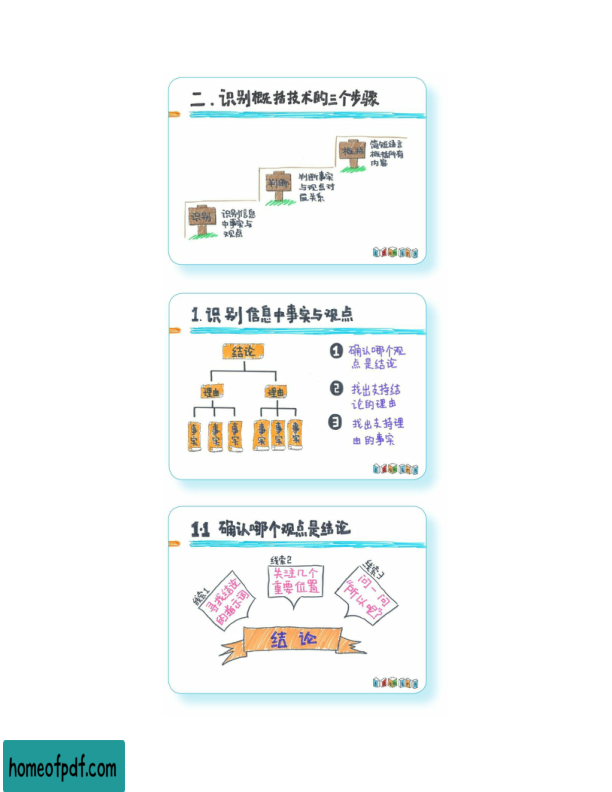 二.识别概括技术的三个步骤
概括
简短语言
概括所有
内容
判断
判断事实
与观点对
应关系
识别
识别信息
中事实与
观点
1.识别信息中事实与观点
结论
理由
理由
事实
事实
事实
事实
事实
事实
1 确认哪个观
点是结论
2 找出支持结
论的理由
3 找出支持理
由的事实
1·1 确认哪个观点是结论
线索1
寻找结论
的指示词
线索2
关注几个
重要位置
线索3
问一问
"所以呢?"
结论
homeofpdf.com